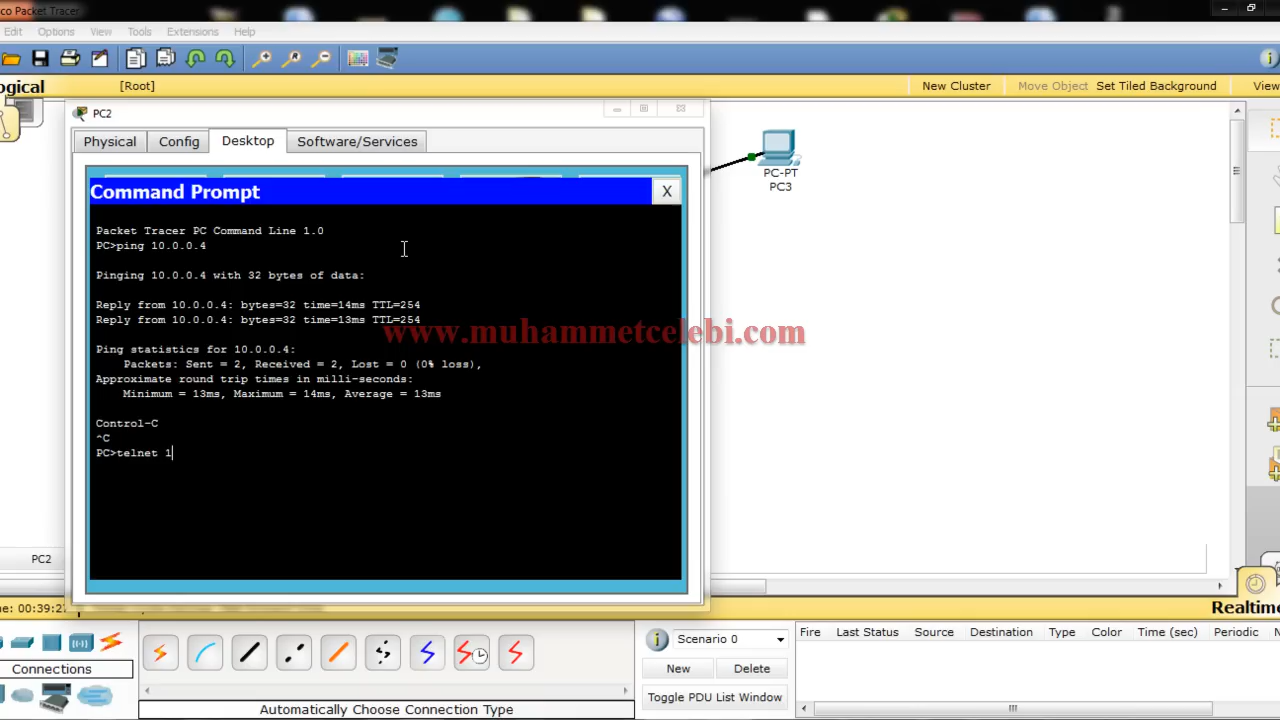 co Packet Tracer
Edit Options View Tools Extensions Help
ogical [Root] New Cluster Move Object Set Tiled Background View
PC2
Physical Config Desktop Software/Services
Command Prompt X
Packet Tracer PC Command Line 1.0
PC>ping 10.0.0.4
Pinging 10.0.0.4 with 32 bytes of data:
Reply from 10.0.0.4: bytes=32 time=14ms TTL=254
Reply from 10.0.0.4: bytes=32 time=13ms TTL=254
Ping statistics for 10.0.0.4:
Packets: Sent = 2, Received = 2, Lost = 0 (0% loss),
Approximate round trip times in milli-seconds:
Minimum = 13ms, Maximum = 14ms, Average = 13ms
Control-C
^C
PC>telnet 1
www.muhammetcelebi.com
PC-PT
PC3
PC2
ne: 00:39:2
Realtime
Connections
Automatically Choose Connection Type
Scenario 0
New Delete
Toggle PDU List Window
Fire Last Status Source Destination Type Color Time (sec) Periodic N